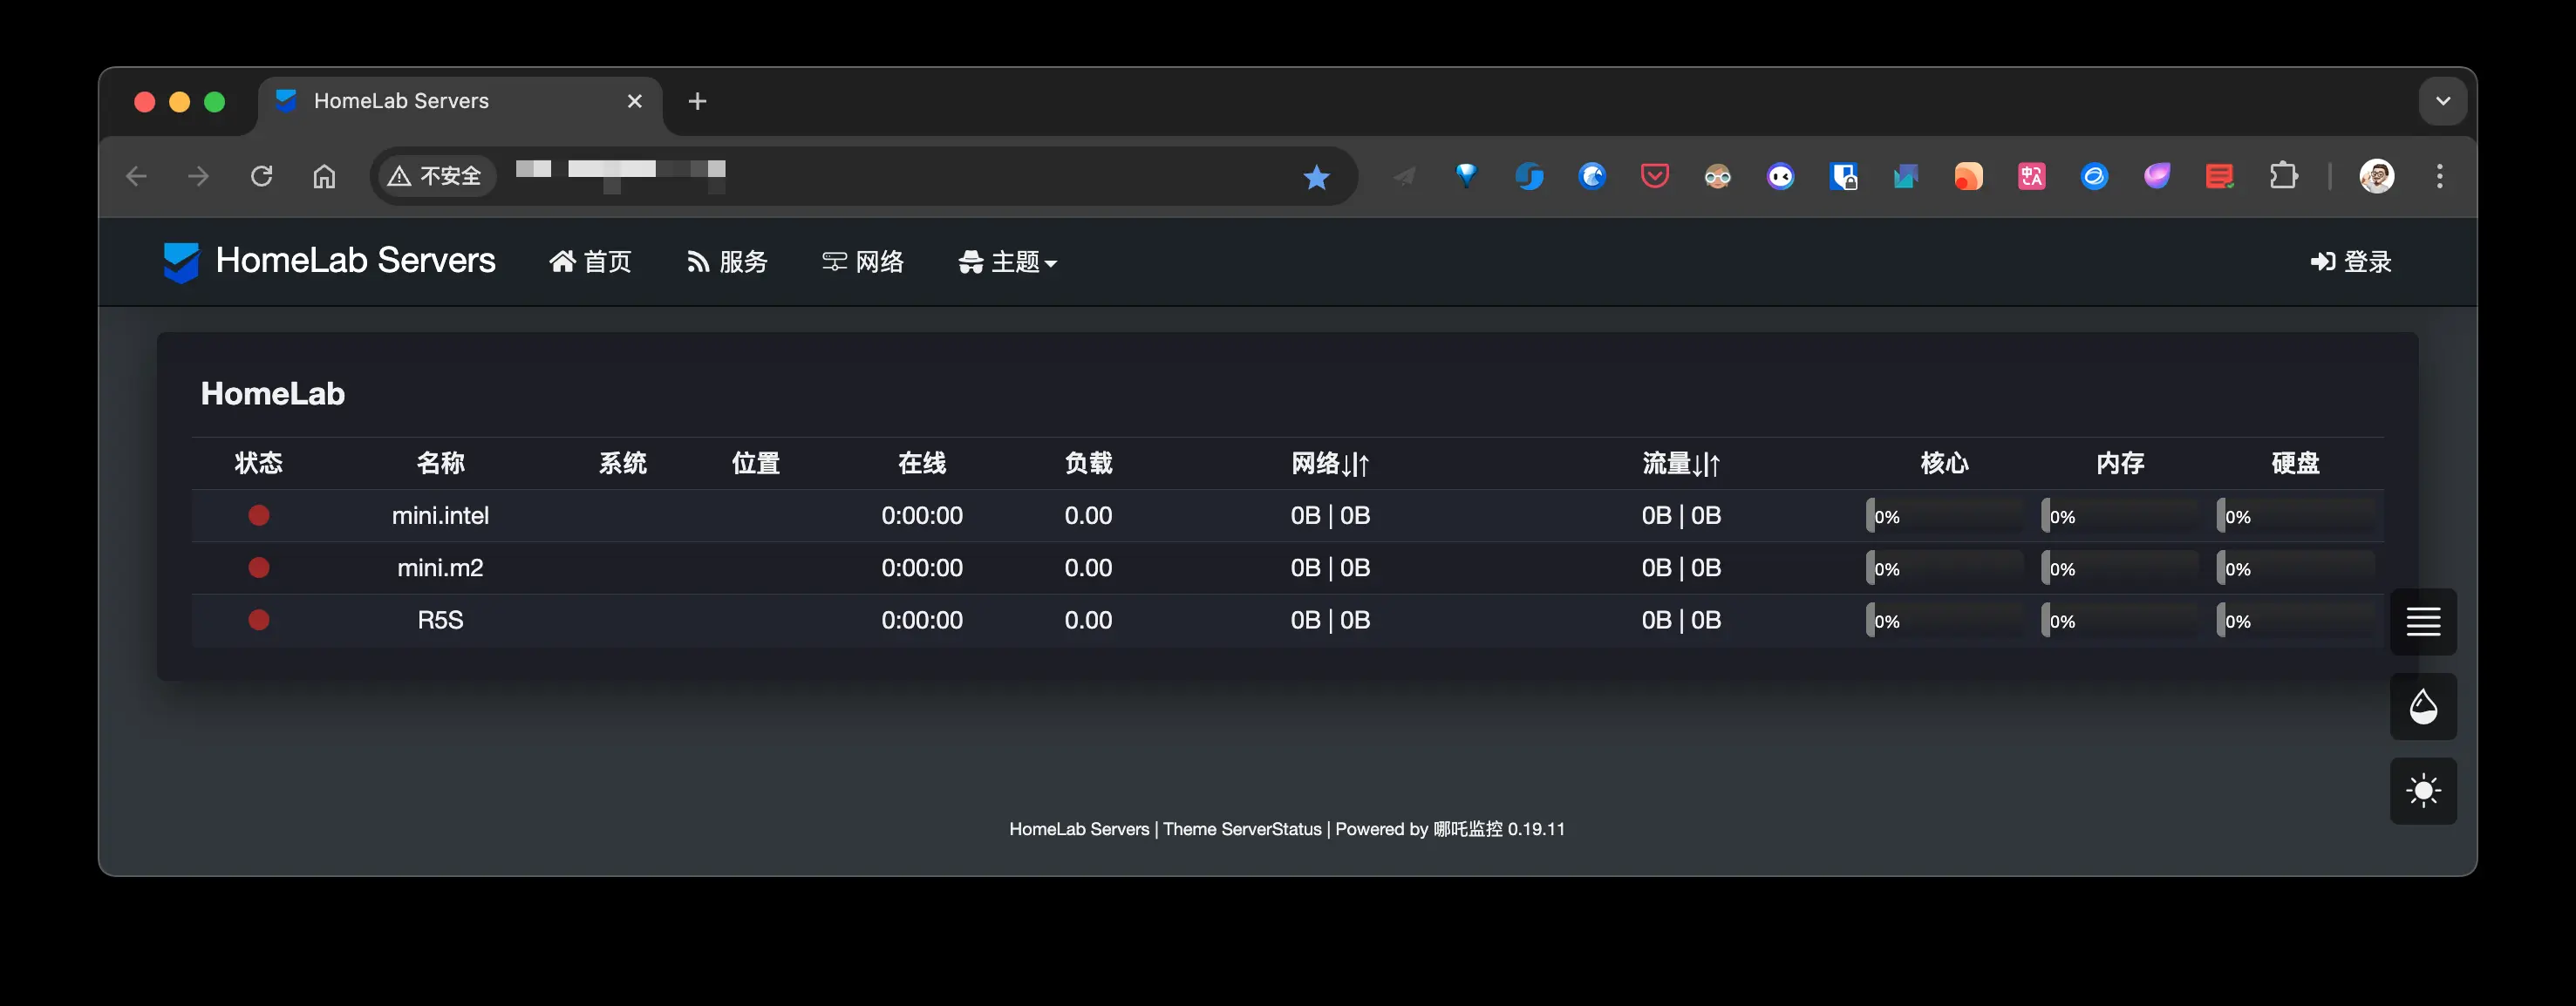 HomeLab Servers
不安全
HomeLab Servers 首页 服务 网络 主题 登录
HomeLab
状态 名称 系统 位置 在线 负载 网络↓|↑ 流量↓|↑ 核心 内存 硬盘
mini.intel 0:00:00 0.00 0B | 0B 0B | 0B 0% 0% 0%
mini.m2 0:00:00 0.00 0B | 0B 0B | 0B 0% 0% 0%
R5S 0:00:00 0.00 0B | 0B 0B | 0B 0% 0% 0%
HomeLab Servers | Theme ServerStatus | Powered by 哪吒监控 0.19.11